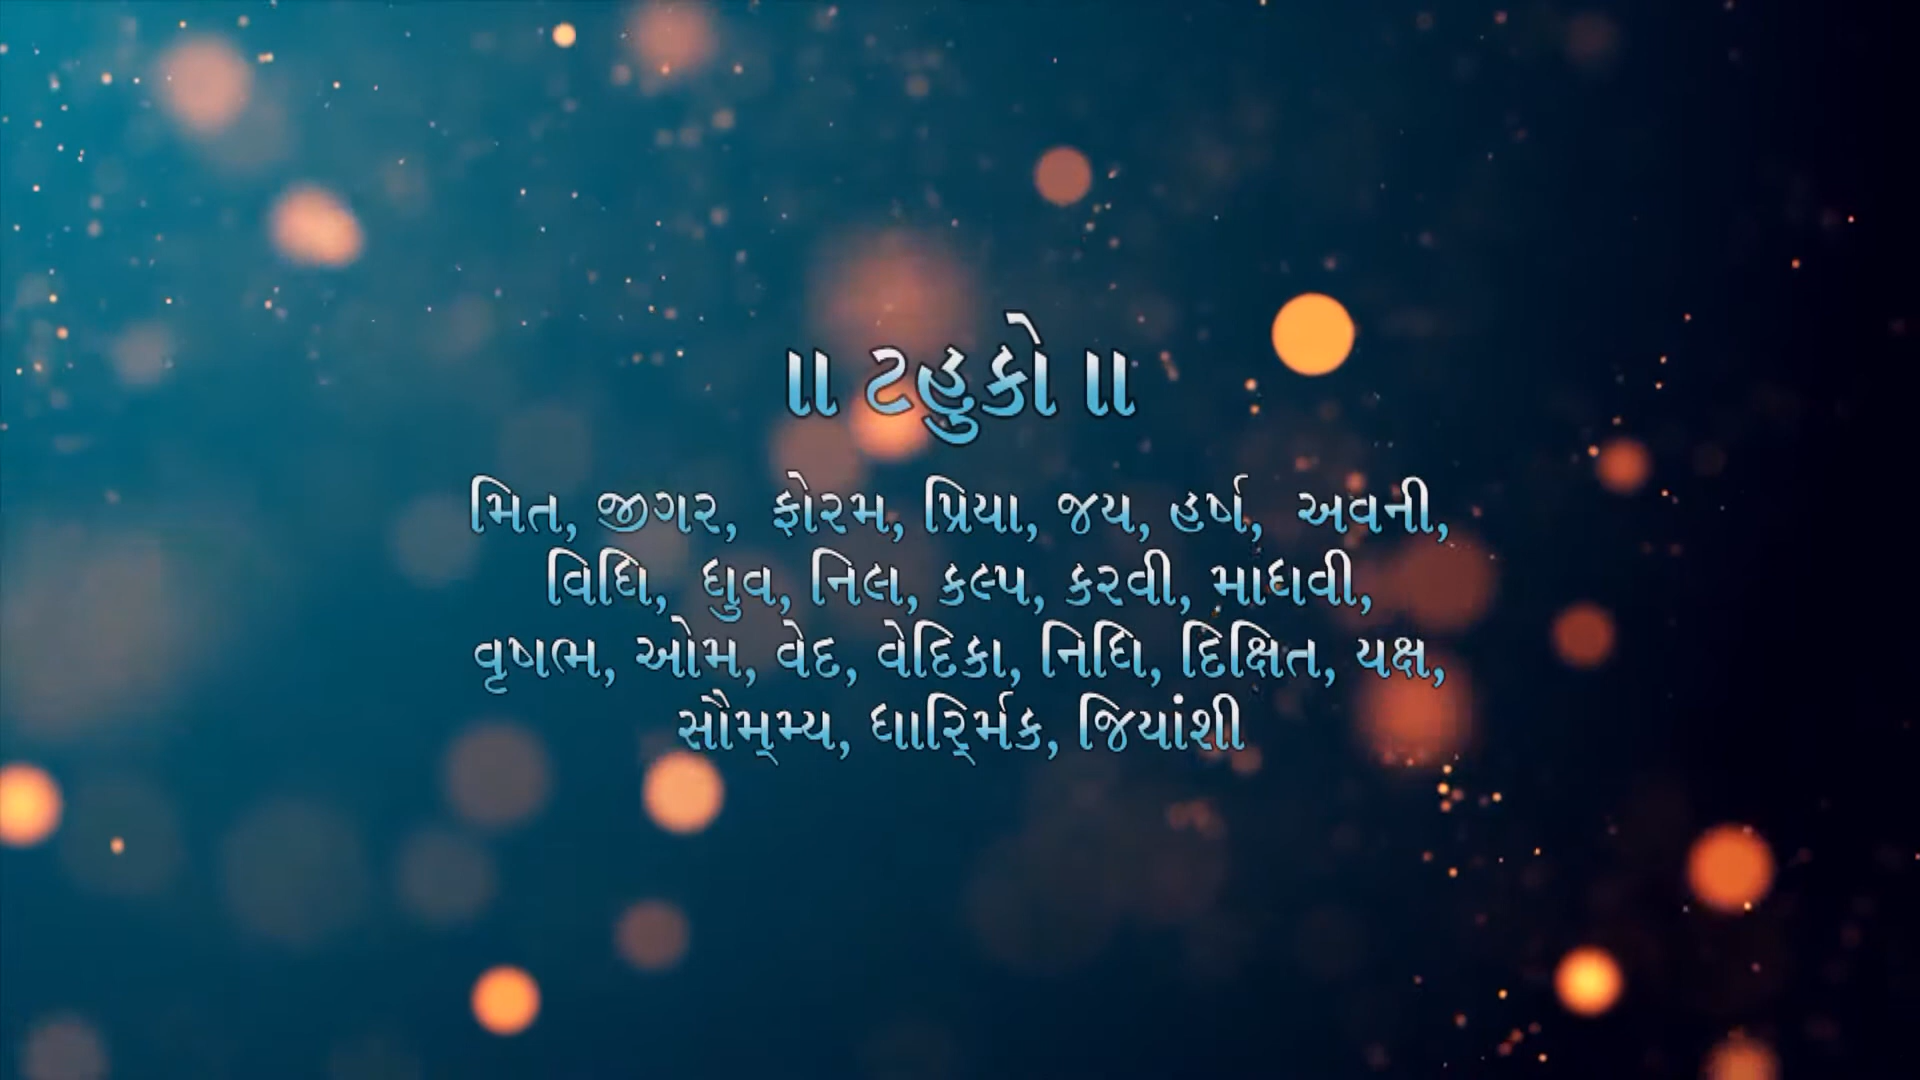 ॥ ટહુકો ॥
મિત, જીગર, ફોરમ, પ્રિયા, જય, હર્ષ, અવની,
વિધિ, ધ્રુવ, નિલ, કલ્પ, કરવી, માધવી,
વૃષભ, ઓમ, વેદ, વેદિકા, નિધિ, દિક્ષિત, યક્ષ,
સૌમ્મ્ય, ધાર્ર્મિક, જિયાંશી